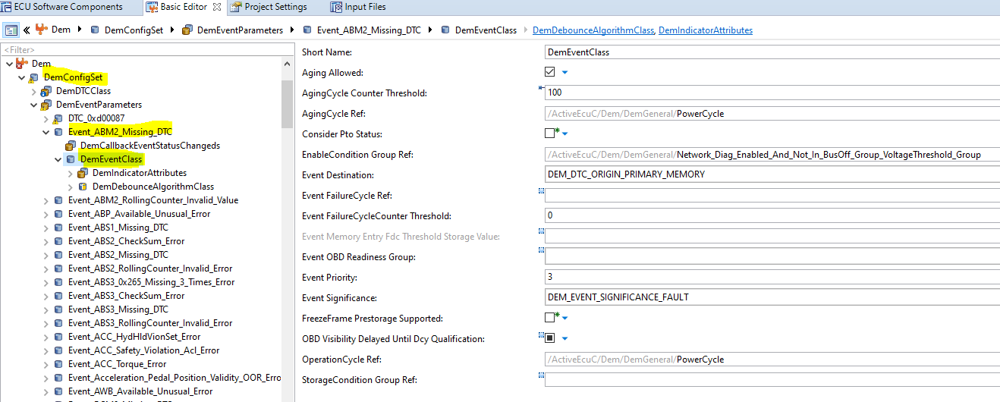 ECU Software Components
Basic Editor
Project Settings
Input Files
Dem
DemConfigSet
DemEventParameters
Event_ABM2_Missing_DTC
DemEventClass
DemDebounceAlgorithmClass, DemIndicatorAttributes
<Filter>
Dem
DemConfigSet
DemDTCClass
DemEventParameters
DTC_0xd00087
Event_ABM2_Missing_DTC
DemCallbackEventStatusChangeds
DemEventClass
DemIndicatorAttributes
DemDebounceAlgorithmClass
Event_ABM2_RollingCounter_Invalid_Value
Event_ABP_Available_Unusual_Error
Event_ABS1_Missing_DTC
Event_ABS2_CheckSum_Error
Event_ABS2_Missing_DTC
Event_ABS2_RollingCounter_Invalid_Error
Event_ABS3_0x265_Missing_3_Times_Error
Event_ABS3_CheckSum_Error
Event_ABS3_Missing_DTC
Event_ABS3_RollingCounter_Invalid_Error
Event_ACC_HydHldVionSet_Error
Event_ACC_Safety_Violation_Acl_Error
Event_ACC_Torque_Error
Event_Acceleration_Pedal_Position_Validity_OOR_Erro
Event_AWB_Available_Unusual_Error
Short Name: DemEventClass
Aging Allowed:
AgingCycle Counter Threshold: 100
AgingCycle Ref: /ActiveEcuC/Dem/DemGeneral/PowerCycle
Consider Pto Status:
EnableCondition Group Ref: /ActiveEcuC/Dem/DemGeneral/Network_Diag_Enabled_And_Not_In_BusOff_Group_VoltageThreshold_Group
Event Destination: DEM_DTC_ORIGIN_PRIMARY_MEMORY
Event FailureCycle Ref:
Event FailureCycleCounter Threshold: 0
Event Memory Entry Fdc Threshold Storage Value:
Event OBD Readiness Group:
Event Priority: 3
Event Significance: DEM_EVENT_SIGNIFICANCE_FAULT
FreezeFrame Prestorage Supported:
OBD Visibility Delayed Until Dcy Qualification:
OperationCycle Ref: /ActiveEcuC/Dem/DemGeneral/PowerCycle
StorageCondition Group Ref: